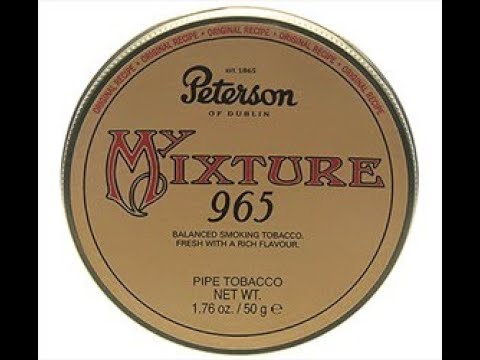 ORIGINAL RECIPE • ORIGINAL RECIPE • ORIGINAL RECIPE • ORIGINAL RECIPE • ORIGINAL RECIPE
EST. 1865
Peterson
OF DUBLIN
MY MIXTURE
965
BALANCED SMOKING TOBACCO.
FRESH WITH A RICH FLAVOUR.
PIPE TOBACCO
NET WT.
1.76 oz. / 50 g ℮